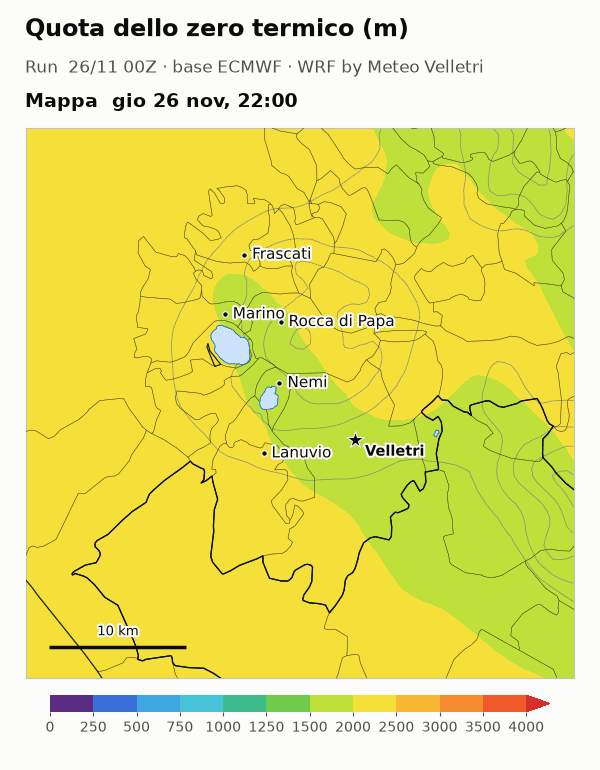 Quota dello zero termico (m)
Run  26/11 00Z · base ECMWF · WRF by Meteo Velletri
Mappa  gio 26 nov, 22:00
Frascati
Marino
Rocca di Papa
Nemi
Velletri
Lanuvio
10 km
0 250 500 750 1000 1250 1500 2000 2500 3000 3500 4000